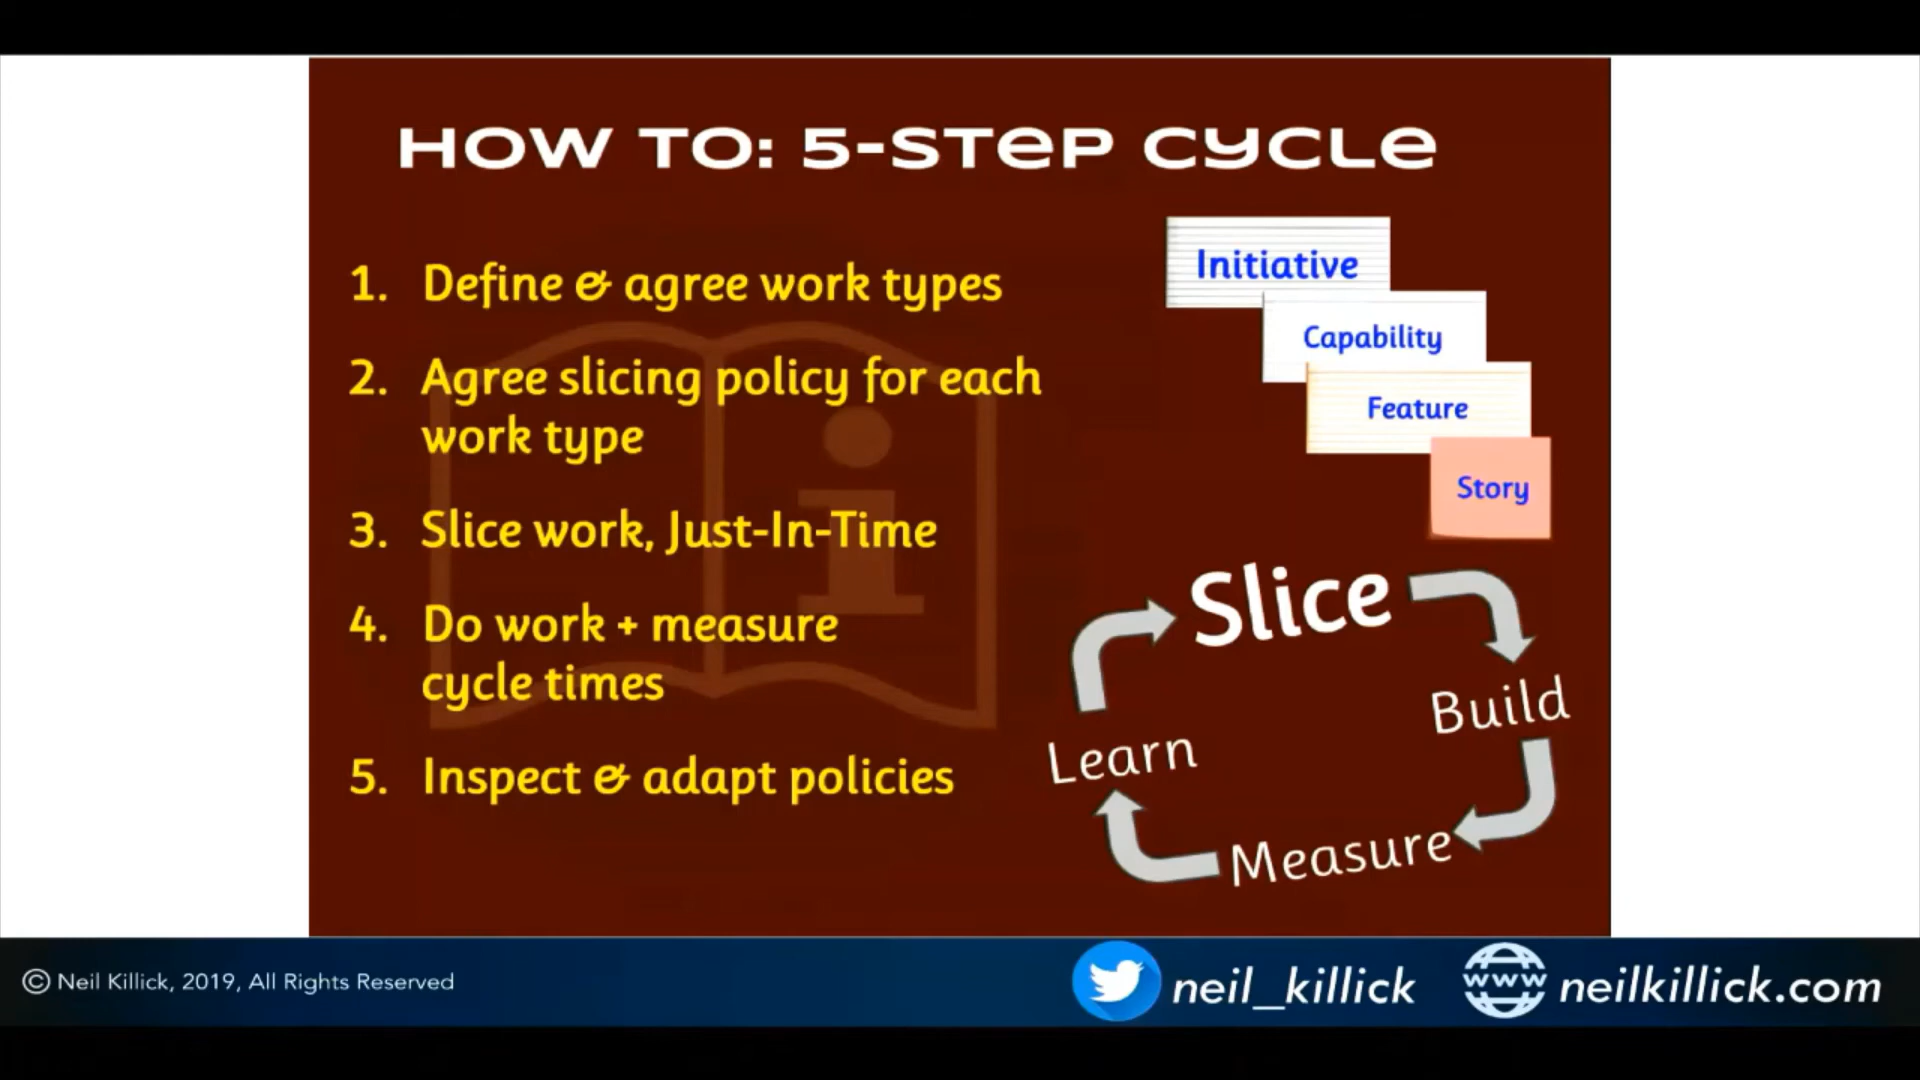 HOW TO: 5-STEP CYCLE
1. Define & agree work types
2. Agree slicing policy for each
work type
3. Slice work, Just-In-Time
4. Do work + measure
cycle times
5. Inspect & adapt policies
Initiative
Capability
Feature
Story
Slice
Build
Measure
Learn
© Neil Killick, 2019, All Rights Reserved
neil_killick
www
neilkillick.com